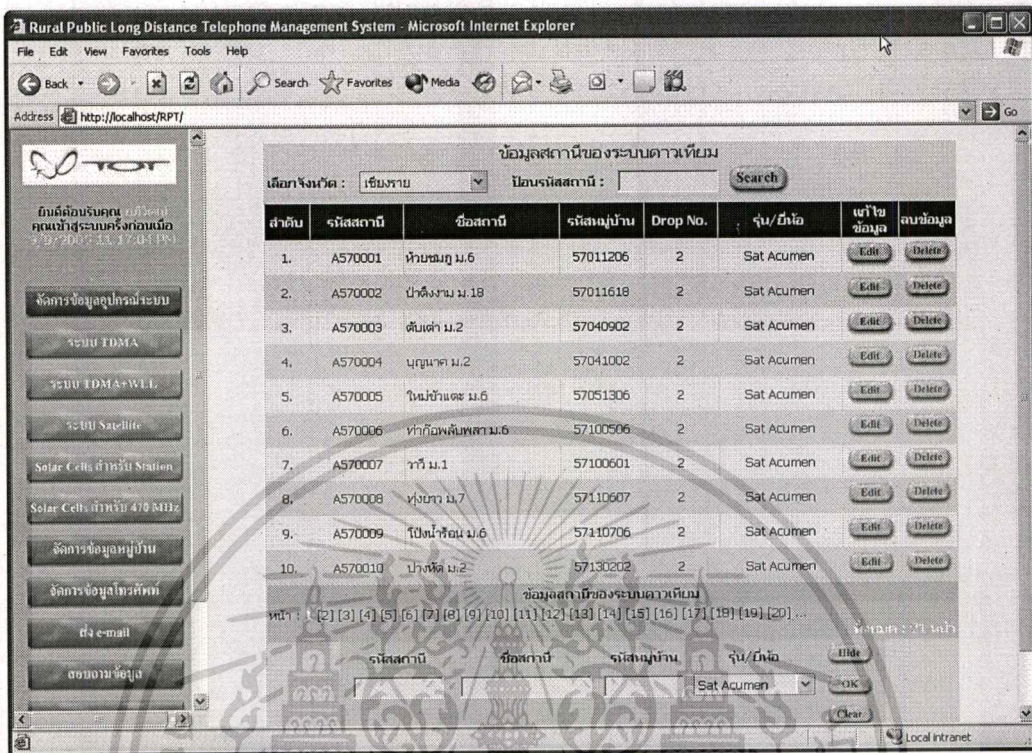 Rural Public Long Distance Telephone Management System - Microsoft Internet Explorer
File Edit View Favorites Tools Help
Back Search Favorites Media
Address http://localhost/RPT/ Go
TOT
ยินดีต้อนรับคุณ
คุณเข้าสู่ระบบครั้งก่อนเมื่อ
จัดการข้อมูลอุปกรณ์ระบบ
ระบบ TDMA
ระบบ TDMA+WLL
ระบบ Satellite
Solar Cells สำหรับ Station
Solar Cells สำหรับ 470 MHz
จัดการข้อมูลหมู่บ้าน
จัดการข้อมูลโทรศัพท์
ส่ง e-mail
สอบถามข้อมูล
ข้อมูลสถานีของระบบดาวเทียม
เลือกจังหวัด : เชียงราย ป้อนรหัสสถานี : Search
ลำดับ รหัสสถานี ชื่อสถานี รหัสหมู่บ้าน Drop No. รุ่น/ยี่ห้อ แก้ไขข้อมูล ลบข้อมูล
1. A570001 ห้วยชมภู ม.6 57011206 2 Sat Acumen Edit Delete
2. A570002 ป่าตึงงาม ม.18 57011618 2 Sat Acumen Edit Delete
3. A570003 ตับเต่า ม.2 57040902 2 Sat Acumen Edit Delete
4. A570004 บุญนาค ม.2 57041002 2 Sat Acumen Edit Delete
5. A570005 ใหม่ขัวแตะ ม.6 57051306 2 Sat Acumen Edit Delete
6. A570006 ท่าก๊อพลับพลา ม.6 57100506 2 Sat Acumen Edit Delete
7. A570007 วาวี ม.1 57100601 2 Sat Acumen Edit Delete
8. A570008 ทุ่งยาว ม.7 57110607 2 Sat Acumen Edit Delete
9. A570009 โป่งน้ำร้อน ม.6 57110706 2 Sat Acumen Edit Delete
10. A570010 ปางหัด ม.2 57130202 2 Sat Acumen Edit Delete
ข้อมูลสถานีของระบบดาวเทียม
หน้า : 1 [2] [3] [4] [5] [6] [7] [8] [9] [10] [11] [12] [13] [14] [15] [16] [17] [18] [19] [20] ...
ทั้งหมด : 21 หน้า
รหัสสถานี ชื่อสถานี รหัสหมู่บ้าน รุ่น/ยี่ห้อ Hide
Sat Acumen OK
Clear
Local intranet